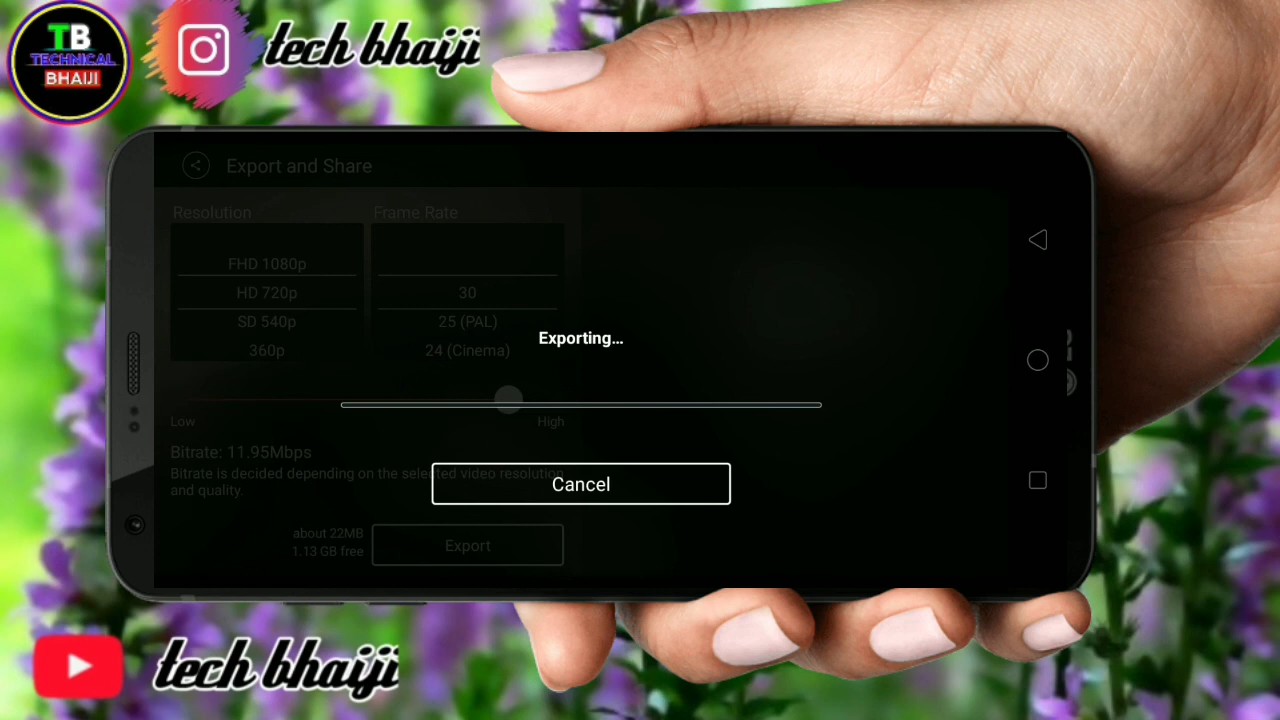 TB
TECHNICAL
BHAIJI
tech bhaiji
Export and Share
Resolution
Frame Rate
FHD 1080p
HD 720p
SD 540p
360p
30
25 (PAL)
24 (Cinema)
Exporting...
Low
High
Bitrate: 11.95Mbps
Bitrate is decided depending on the selected video resolution
and quality.
Cancel
about 22MB
1.13 GB free
Export
tech bhaiji